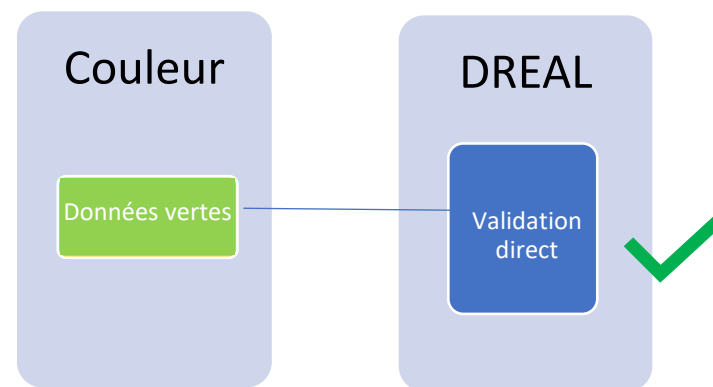 Couleur
DREAL
Données vertes
Validation
direct